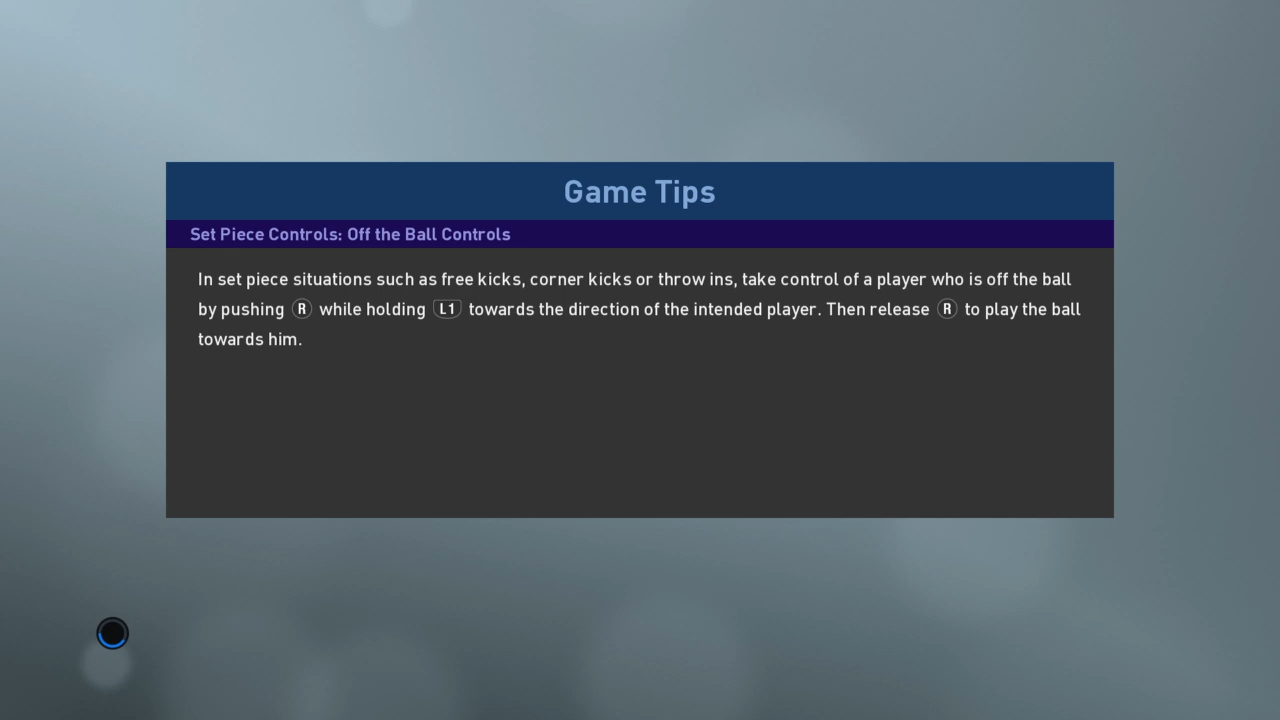 Game Tips
Set Piece Controls: Off the Ball Controls
In set piece situations such as free kicks, corner kicks or throw ins, take control of a player who is off the ball
by pushing R while holding L1 towards the direction of the intended player. Then release R to play the ball
towards him.